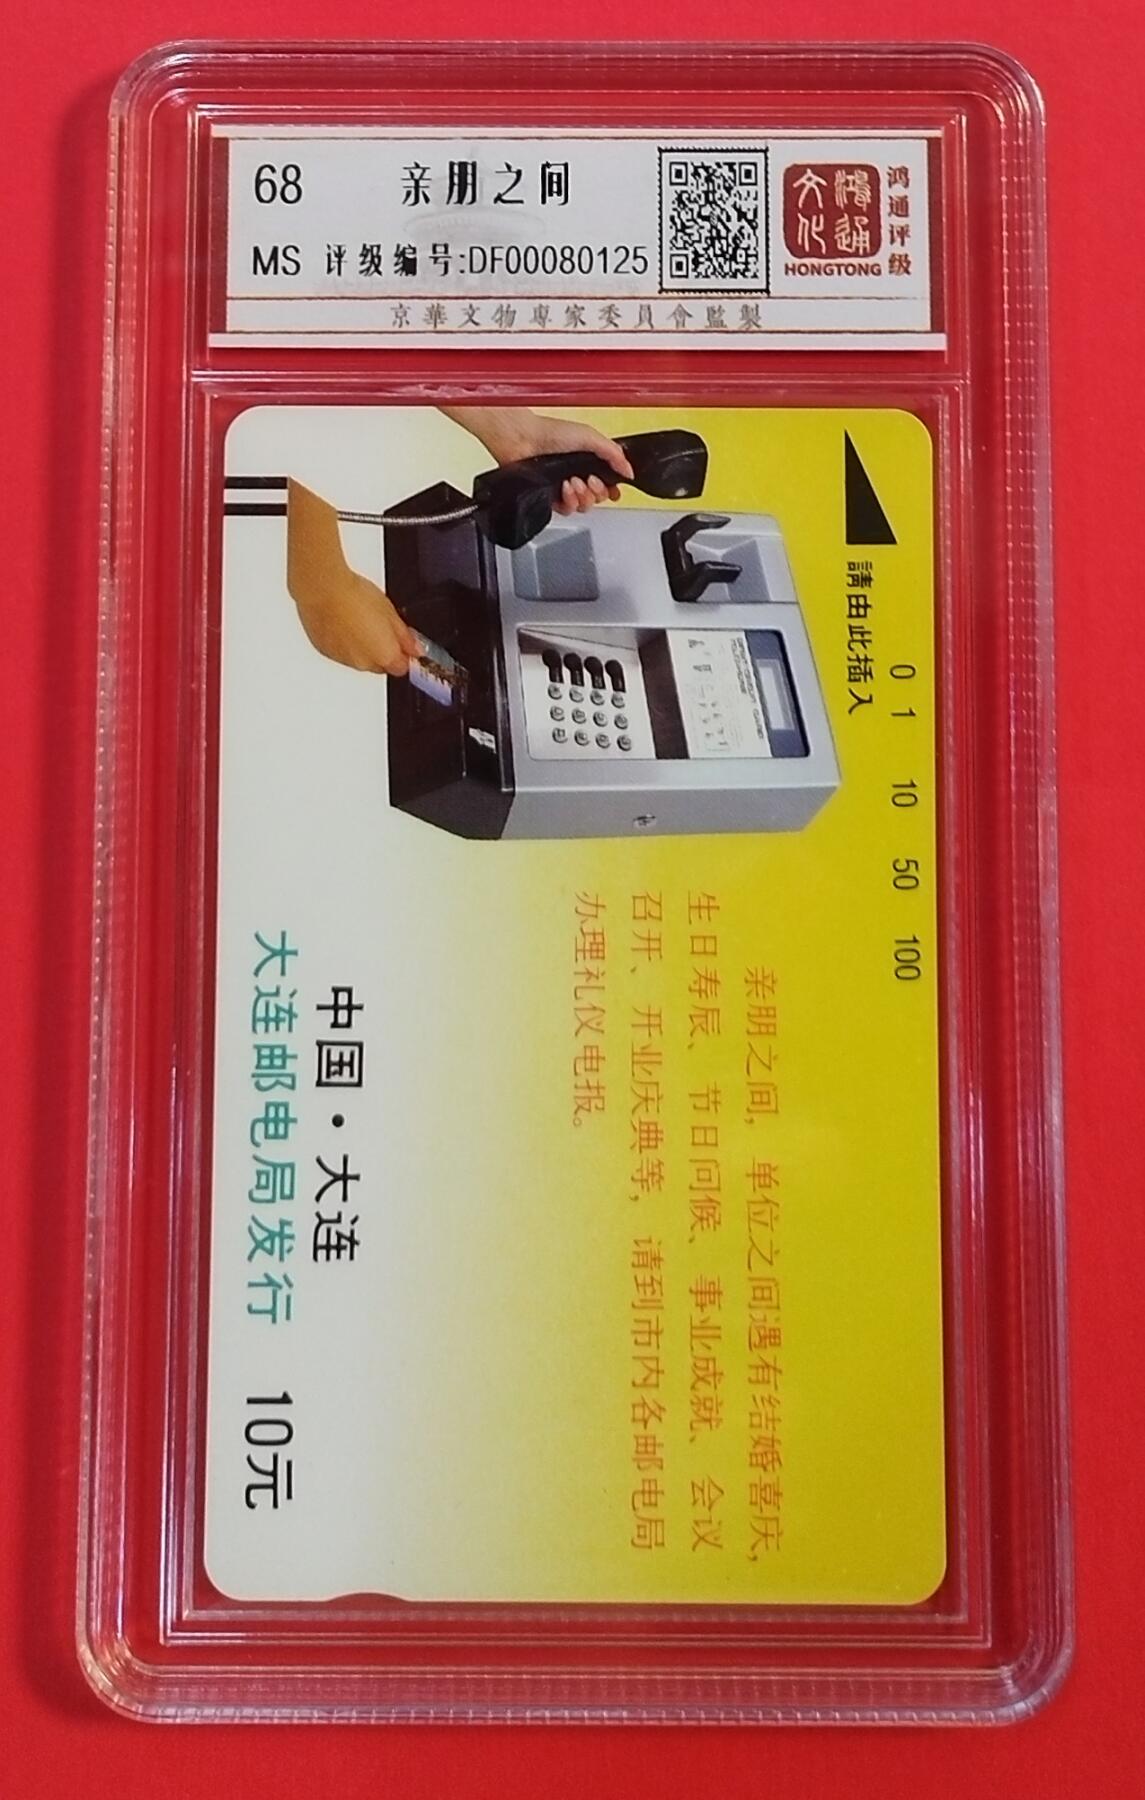 68 亲朋之间
MS 评级编号:DF00080125
文化
鸿通
HONGTONG
鸿通评级
京華文物專家委員會監製
請由此插入
0 1 10 50 100
亲朋之间,单位之间遇有结婚喜庆,
生日寿辰、节日问候、事业成就、会议
召开、开业庆典等,请到市内各邮电局
办理礼仪电报。
中国·大连
大连邮电局发行 10元